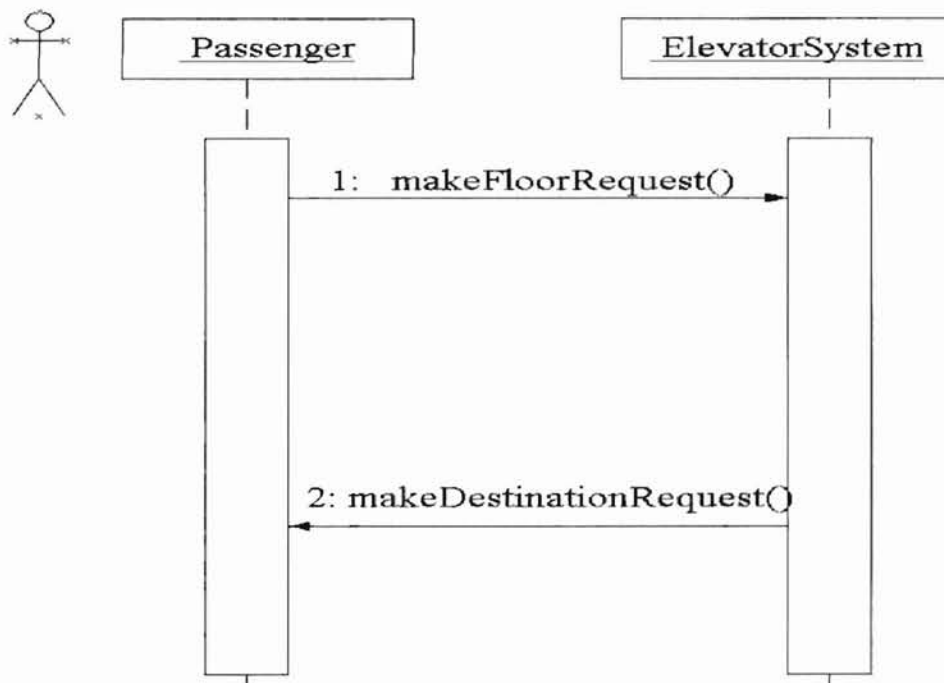 Passenger
ElevatorSystem
1: makeFloorRequest()
2: makeDestinationRequest()